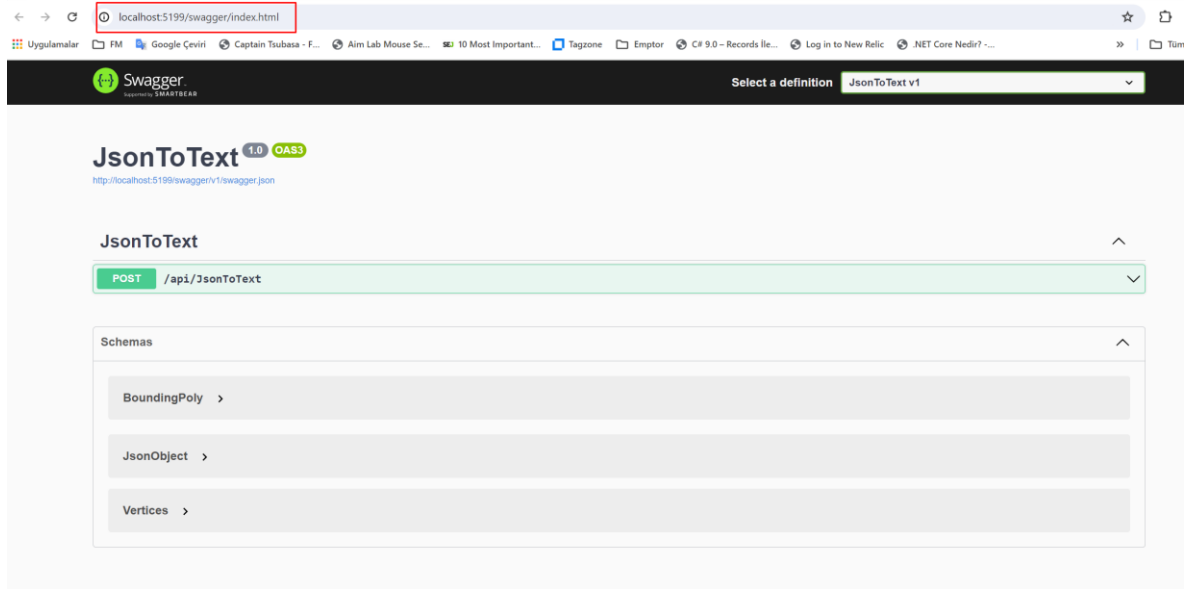 localhost:5199/swagger/index.html
Uygulamalar FM Google Çeviri Captain Tsubasa - F... Aim Lab Mouse Se... 10 Most Important... Tagzone Emptor C# 9.0 – Records İle... Log in to New Relic .NET Core Nedir? -... » Tüm
Swagger.
Supported by SMARTBEAR
Select a definition JsonToText v1
JsonToText 1.0 OAS3
http://localhost:5199/swagger/v1/swagger.json
JsonToText
POST /api/JsonToText
Schemas
BoundingPoly
JsonObject
Vertices